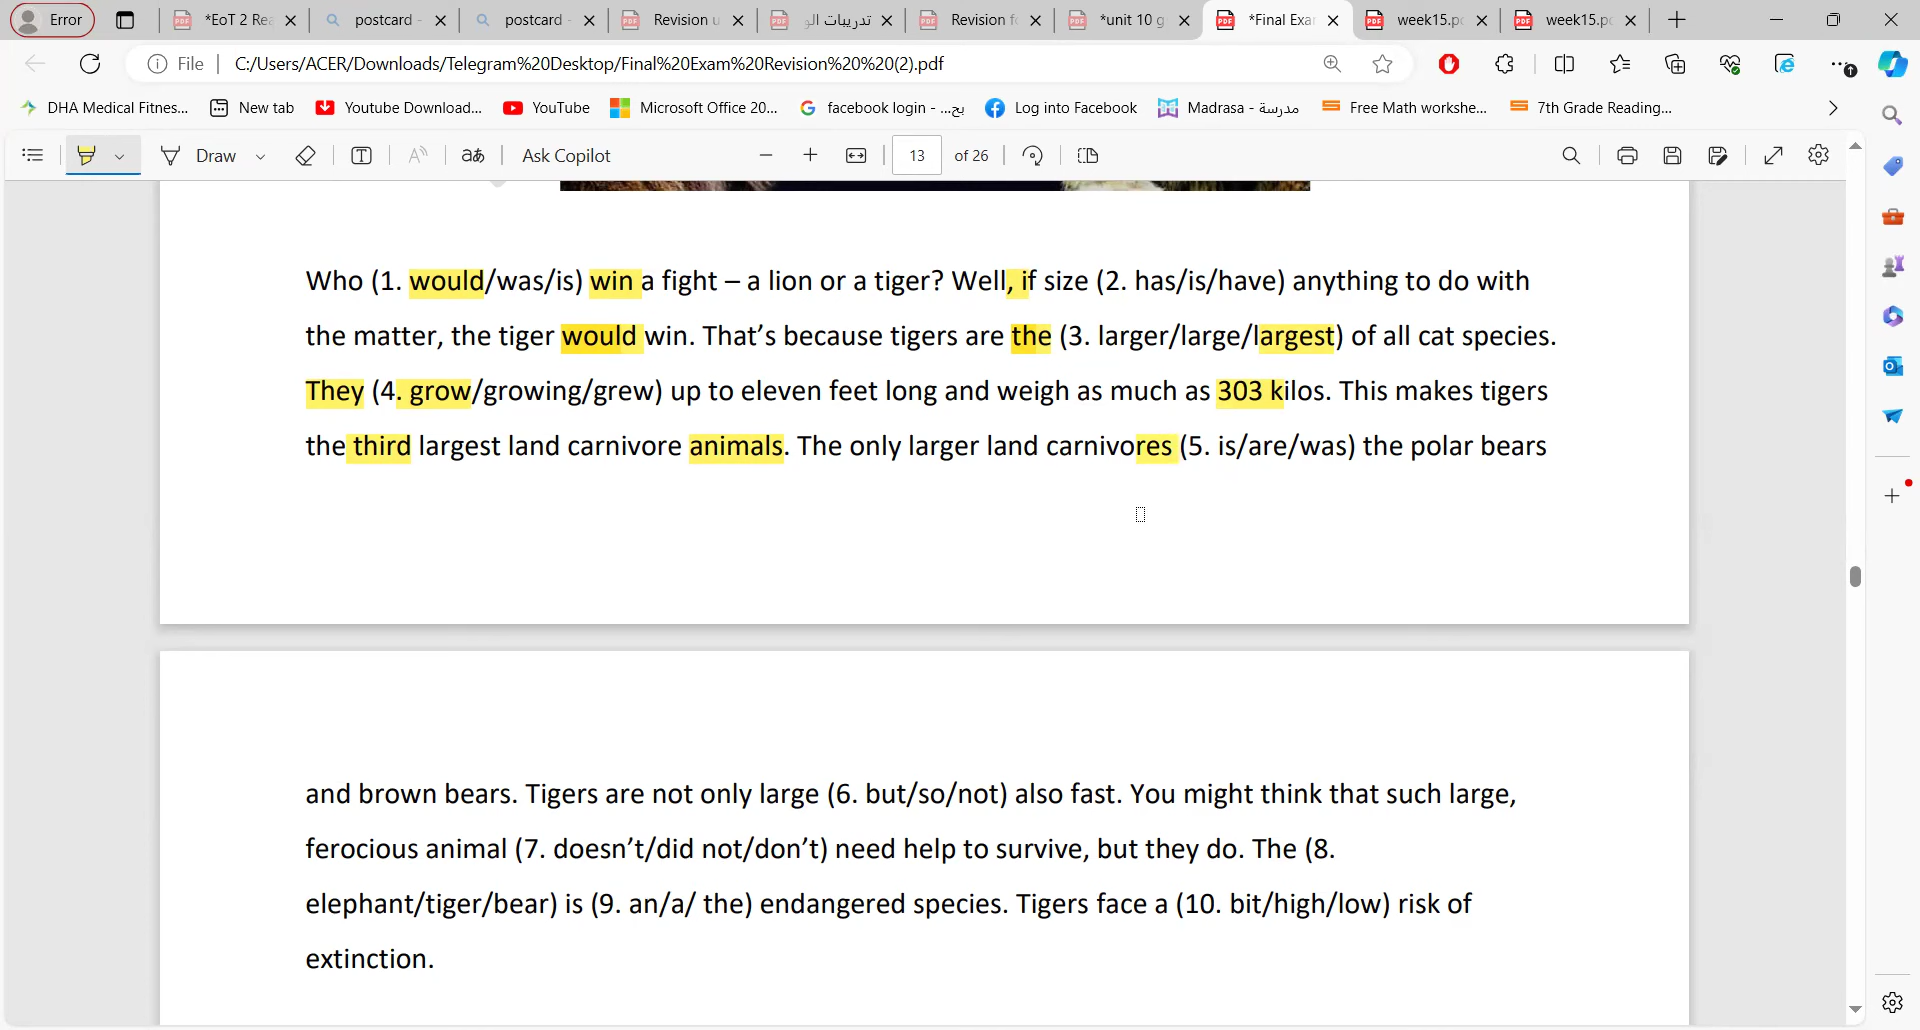 Error
*EoT 2 Rea
postcard -
postcard -
Revision u
تدريبات الو
Revision fo
*unit 10 g
*Final Exa
week15.pc
week15.pc
File
C:/Users/ACER/Downloads/Telegram%20Desktop/Final%20Exam%20Revision%20%20(2).pdf
DHA Medical Fitnes...
New tab
Youtube Download...
YouTube
Microsoft Office 20...
facebook login - بح...
Log into Facebook
Madrasa - مدرسة
Free Math workshe...
7th Grade Reading...
Draw
Ask Copilot
13
of 26
Who (1. would/was/is) win a fight – a lion or a tiger? Well, if size (2. has/is/have) anything to do with
the matter, the tiger would win. That’s because tigers are the (3. larger/large/largest) of all cat species.
They (4. grow/growing/grew) up to eleven feet long and weigh as much as 303 kilos. This makes tigers
the third largest land carnivore animals. The only larger land carnivores (5. is/are/was) the polar bears
and brown bears. Tigers are not only large (6. but/so/not) also fast. You might think that such large,
ferocious animal (7. doesn’t/did not/don’t) need help to survive, but they do. The (8.
elephant/tiger/bear) is (9. an/a/ the) endangered species. Tigers face a (10. bit/high/low) risk of
extinction.